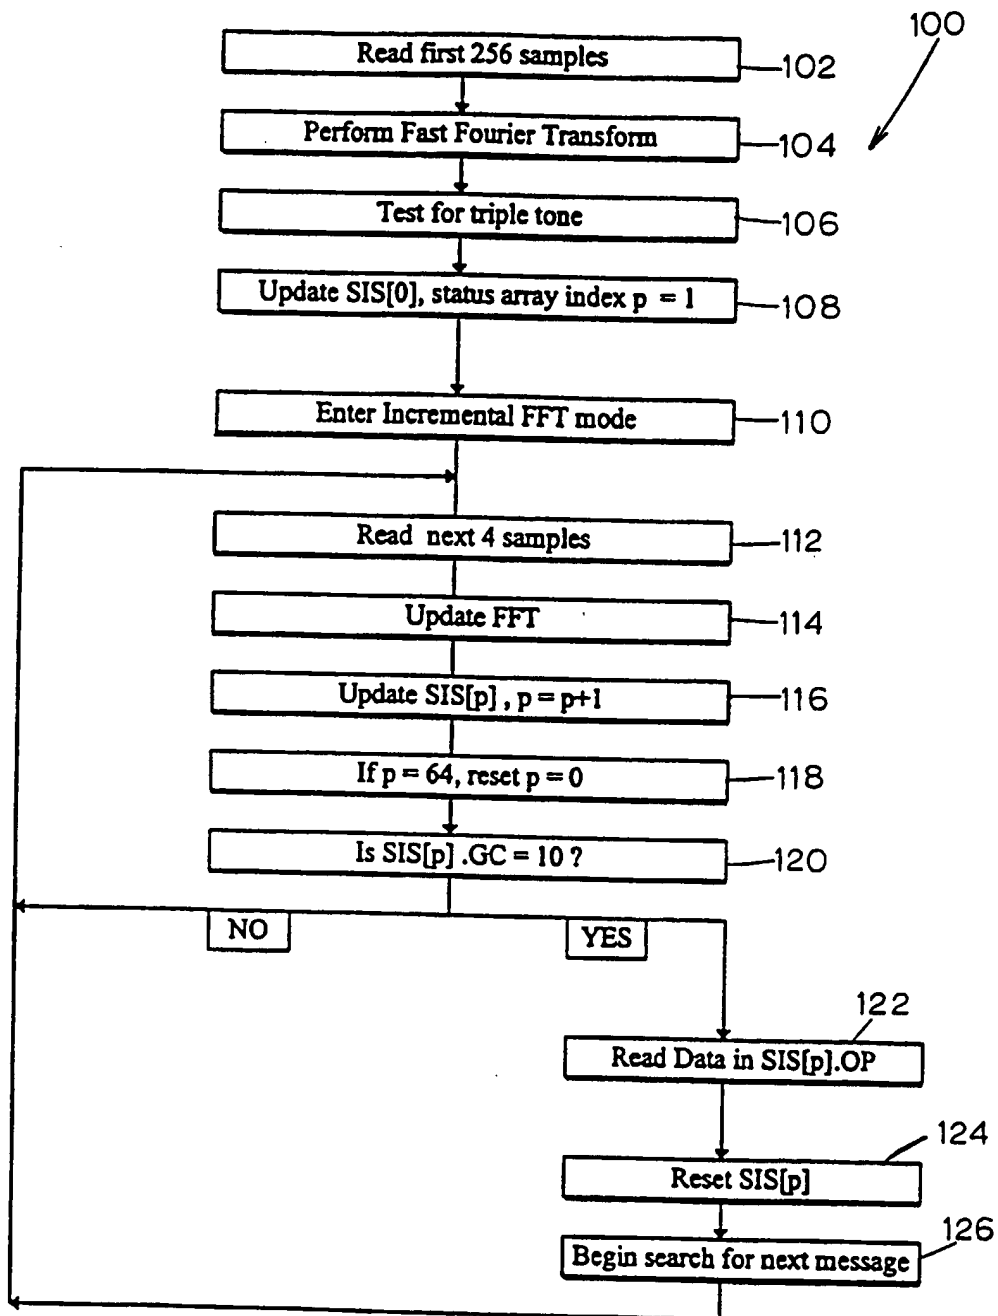 100
Read first 256 samples
102
Perform Fast Fourier Transform
104
Test for triple tone
106
Update SIS[0], status array index p = 1
108
Enter Incremental FFT mode
110
Read next 4 samples
112
Update FFT
114
Update SIS[p] , p = p+1
116
If p = 64, reset p = 0
118
Is SIS[p] .GC = 10 ?
120
NO
YES
122
Read Data in SIS[p].OP
124
Reset SIS[p]
126
Begin search for next message